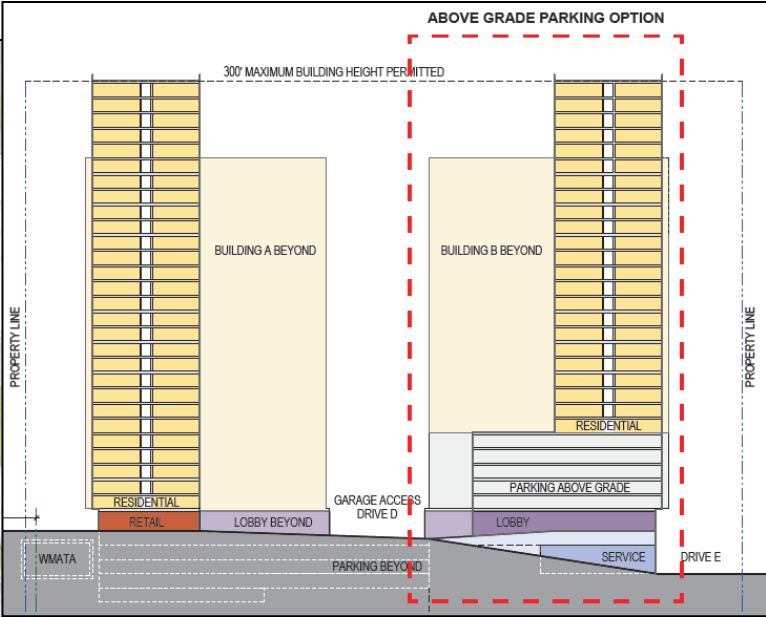 ABOVE GRADE PARKING OPTION
300' MAXIMUM BUILDING HEIGHT PERMITTED
BUILDING A BEYOND
BUILDING B BEYOND
PROPERTY LINE
PROPERTY LINE
RESIDENTIAL
PARKING ABOVE GRADE
RESIDENTIAL
GARAGE ACCESS
DRIVE D
RETAIL
LOBBY BEYOND
LOBBY
WMATA
PARKING BEYOND
SERVICE
DRIVE E